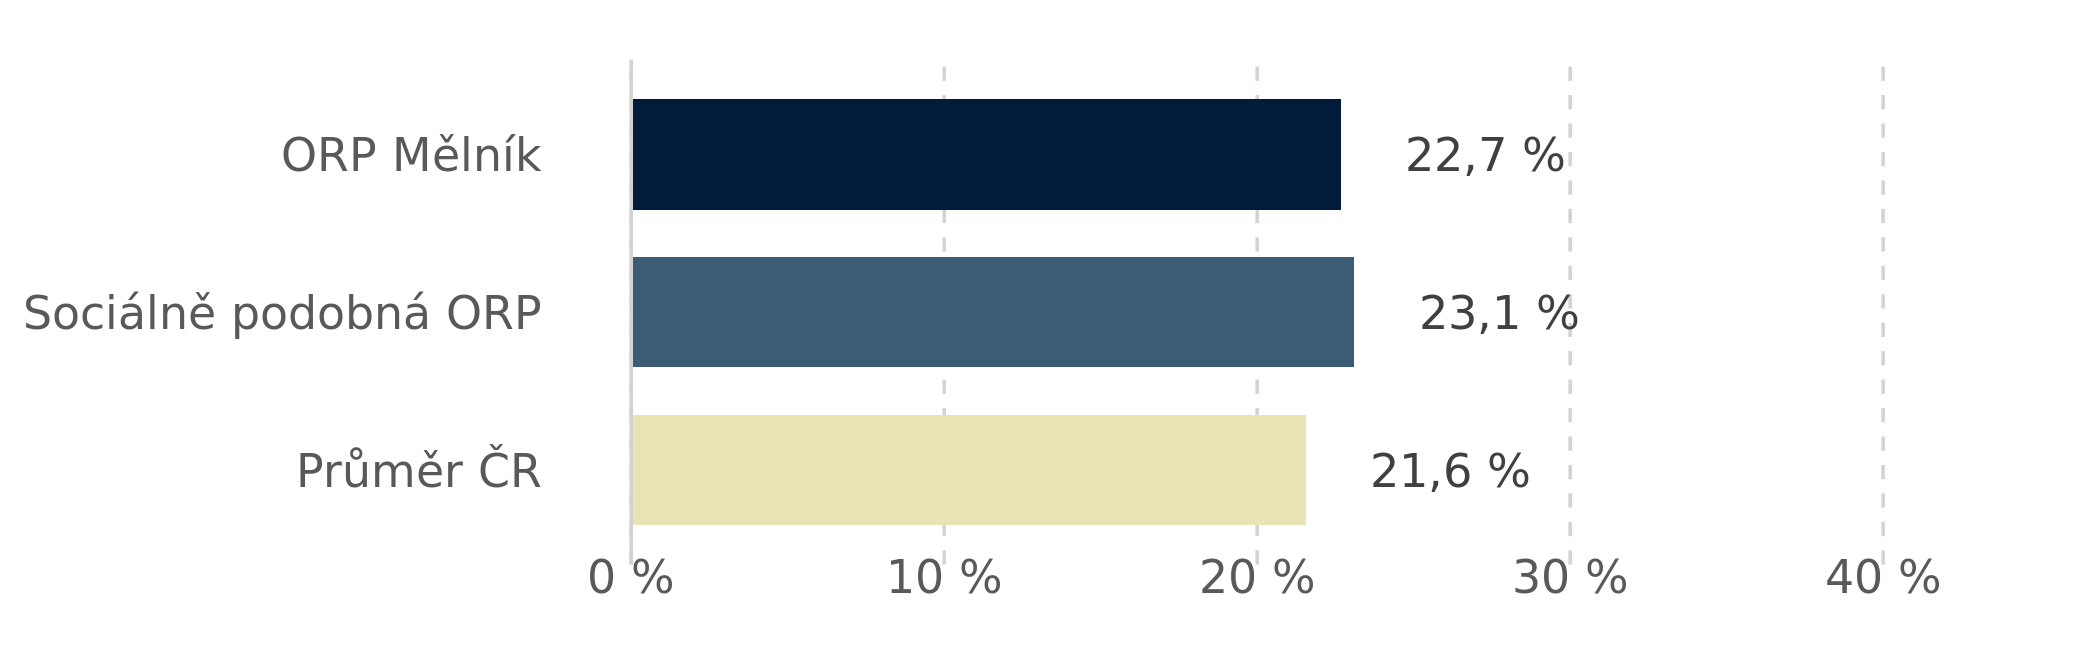 ORP Mělník
22,7 %
Sociálně podobná ORP
23,1 %
Průměr ČR
21,6 %
0 % 10 % 20 % 30 % 40 %